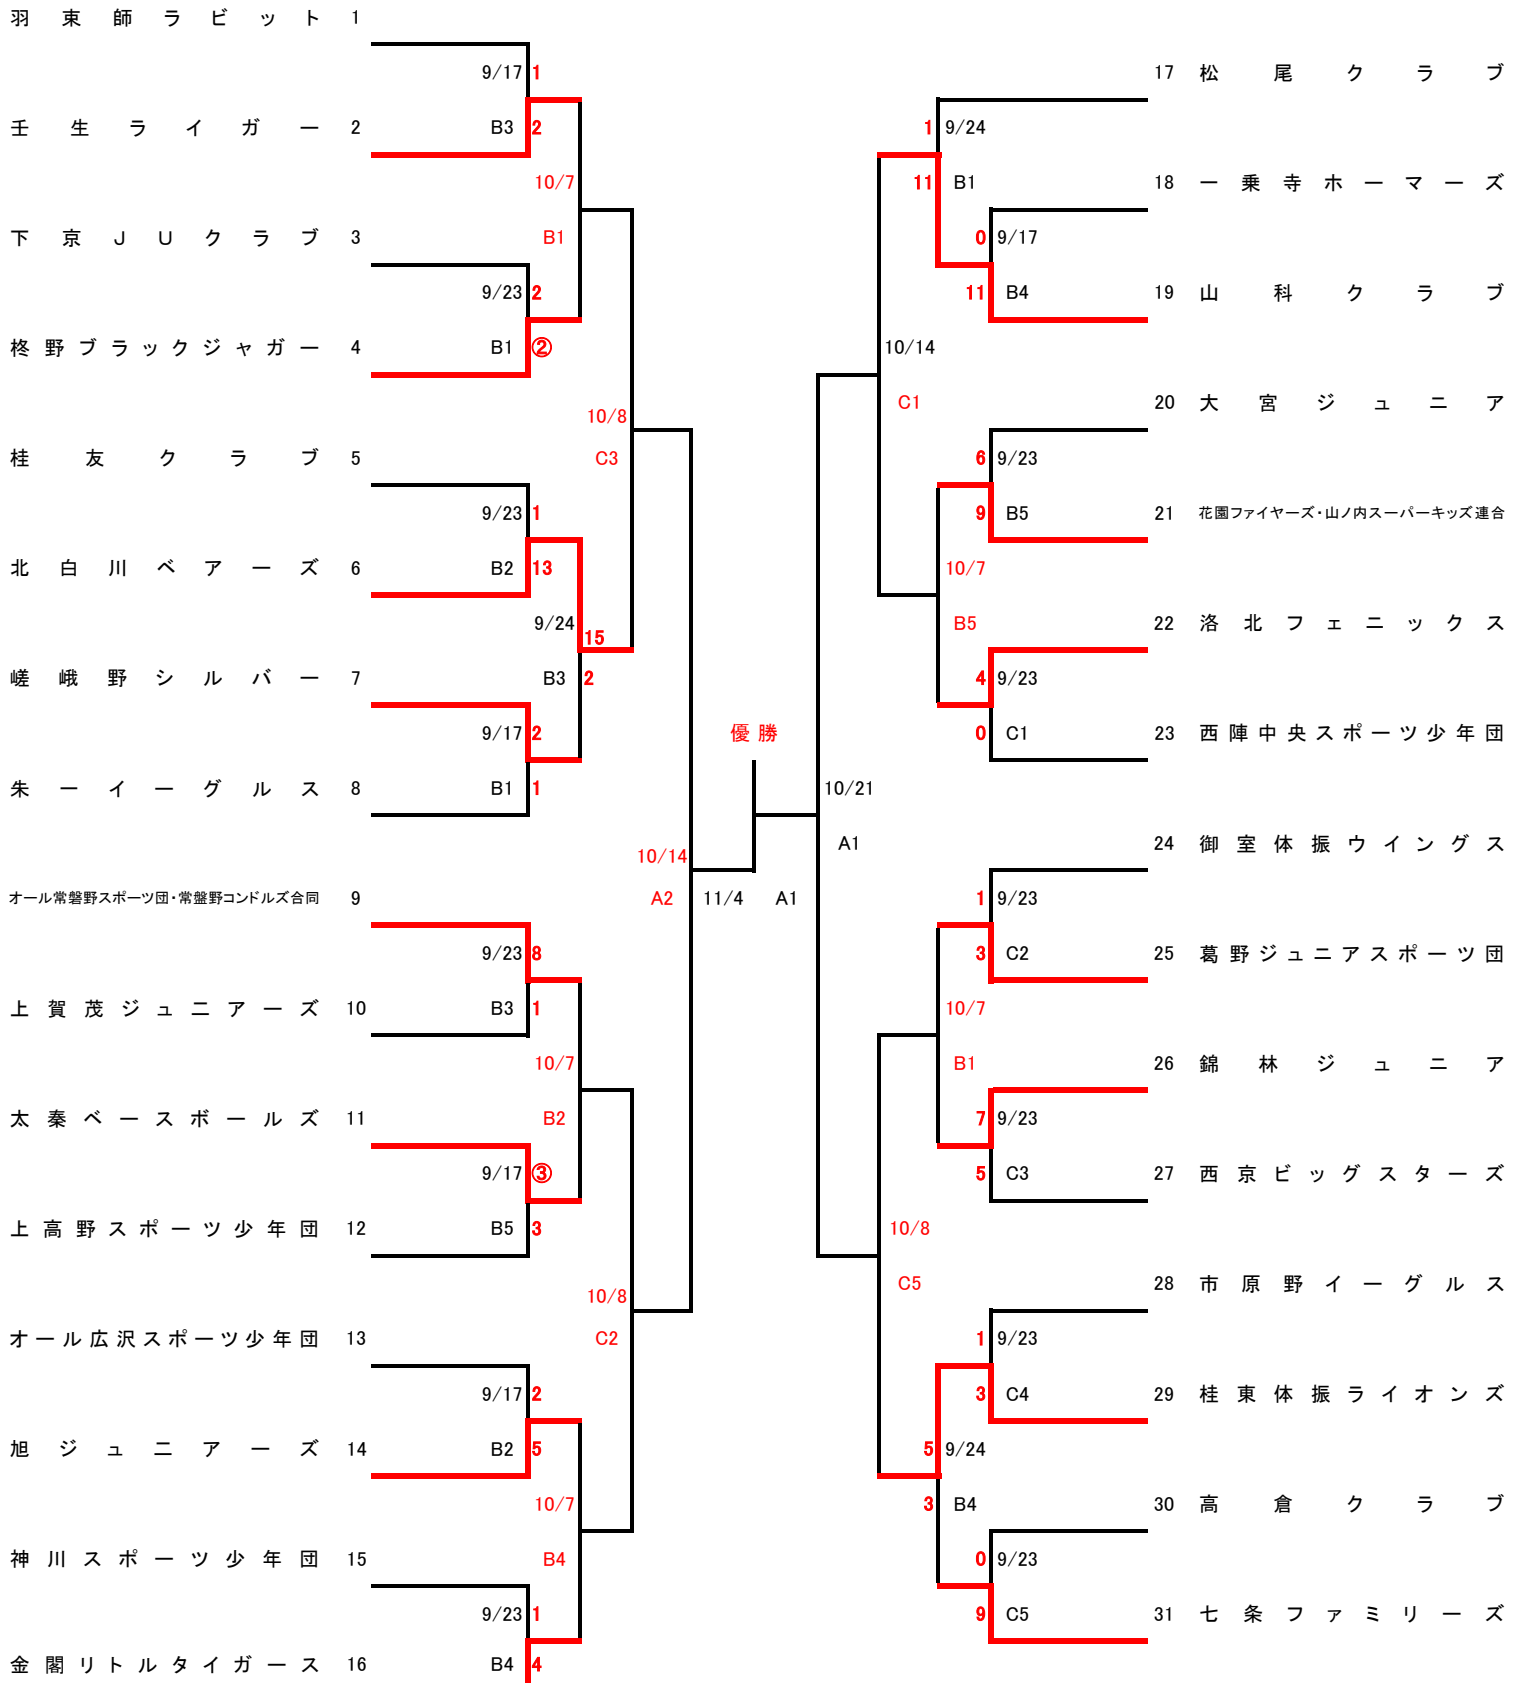 羽束師ラビット 1
9/17 1
壬生ライガー 2 B3 2
10/7
下京JUクラブ 3 B1
9/23 2
柊野ブラックジャガー 4 B1 ②
10/8
桂友クラブ 5 C3
9/23 1
北白川ベアーズ 6 B2 13
9/24 15
嵯峨野シルバー 7 B3 2
9/17 2
朱一イーグルス 8 B1 1
10/14
オール常磐野スポーツ団・常盤野コンドルズ合同 9 A2
9/23 8
上賀茂ジュニアーズ 10 B3 1
10/7
太秦ベースボールズ 11 B2
9/17 ③
上高野スポーツ少年団 12 B5 3
10/8
オール広沢スポーツ少年団 13 C2
9/17 2
旭ジュニアーズ 14 B2 5
10/7
神川スポーツ少年団 15 B4
9/23 1
金閣リトルタイガース 16 B4 4
優勝
11/4 A1
17 松尾クラブ
1 9/24
11 B1 18 一乗寺ホーマーズ
0 9/17
11 B4 19 山科クラブ
10/14
C1 20 大宮ジュニア
6 9/23
9 B5 21 花園ファイヤーズ・山ノ内スーパーキッズ連合
10/7
B5 22 洛北フェニックス
4 9/23
0 C1 23 西陣中央スポーツ少年団
10/21
A1 24 御室体振ウイングス
1 9/23
3 C2 25 葛野ジュニアスポーツ団
10/7
B1 26 錦林ジュニア
7 9/23
5 C3 27 西京ビッグスターズ
10/8
C5 28 市原野イーグルス
1 9/23
3 C4 29 桂東体振ライオンズ
5 9/24
3 B4 30 高倉クラブ
0 9/23
9 C5 31 七条ファミリーズ